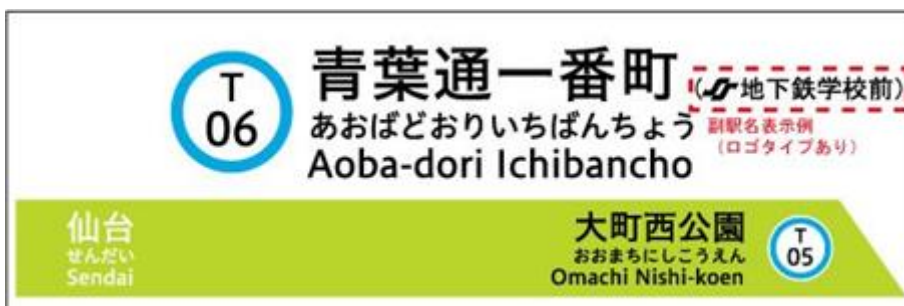 T
06
青葉通一番町
(地下鉄学校前)
あおばどおりいちばんちょう
副駅名表示例
(ロゴタイプあり)
Aoba-dori Ichibancho
仙台
せんだい
Sendai
大町西公園
おおまちにしこうえん
Omachi Nishi-koen
T
05